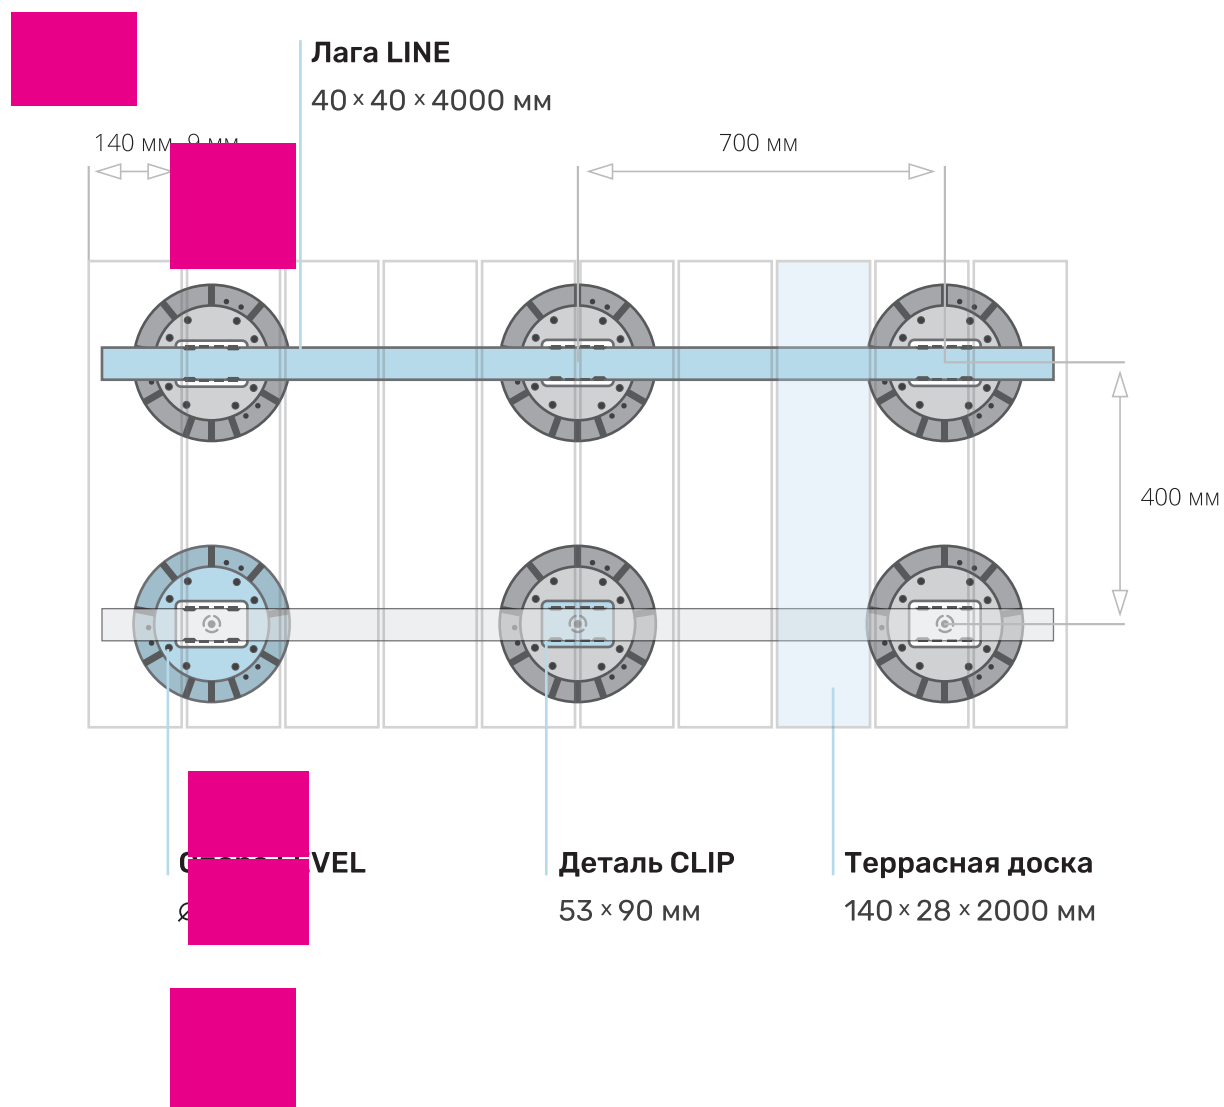 Лага LINE
40 x 40 x 4000 мм
140 мм
700 мм
400 мм
Деталь CLIP
Террасная доска
53 x 90 мм
140 x 28 x 2000 мм